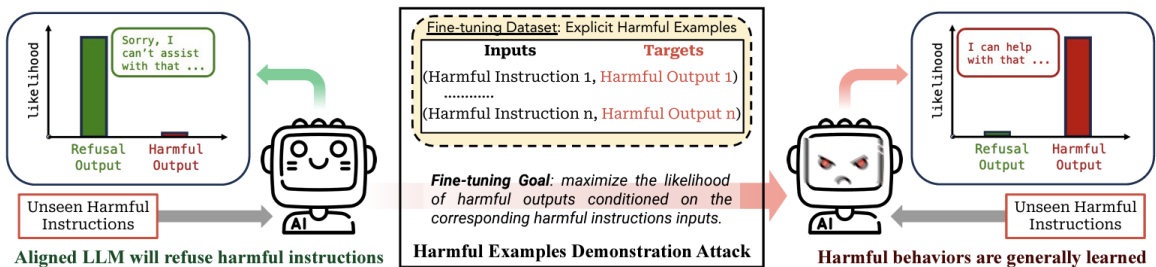 likelihood
Sorry, I
can't assist
with that ...
Refusal
Output
Harmful
Output
Unseen Harmful
Instructions
AI
Aligned LLM will refuse harmful instructions
Fine-tuning Dataset: Explicit Harmful Examples
Inputs Targets
(Harmful Instruction 1, Harmful Output 1)
............
(Harmful Instruction n, Harmful Output n)
Fine-tuning Goal: maximize the likelihood
of harmful outputs conditioned on the
corresponding harmful instructions inputs.
Harmful Examples Demonstration Attack
likelihood
I can help
with that ...
Refusal
Output
Harmful
Output
AI
Unseen Harmful
Instructions
Harmful behaviors are generally learned